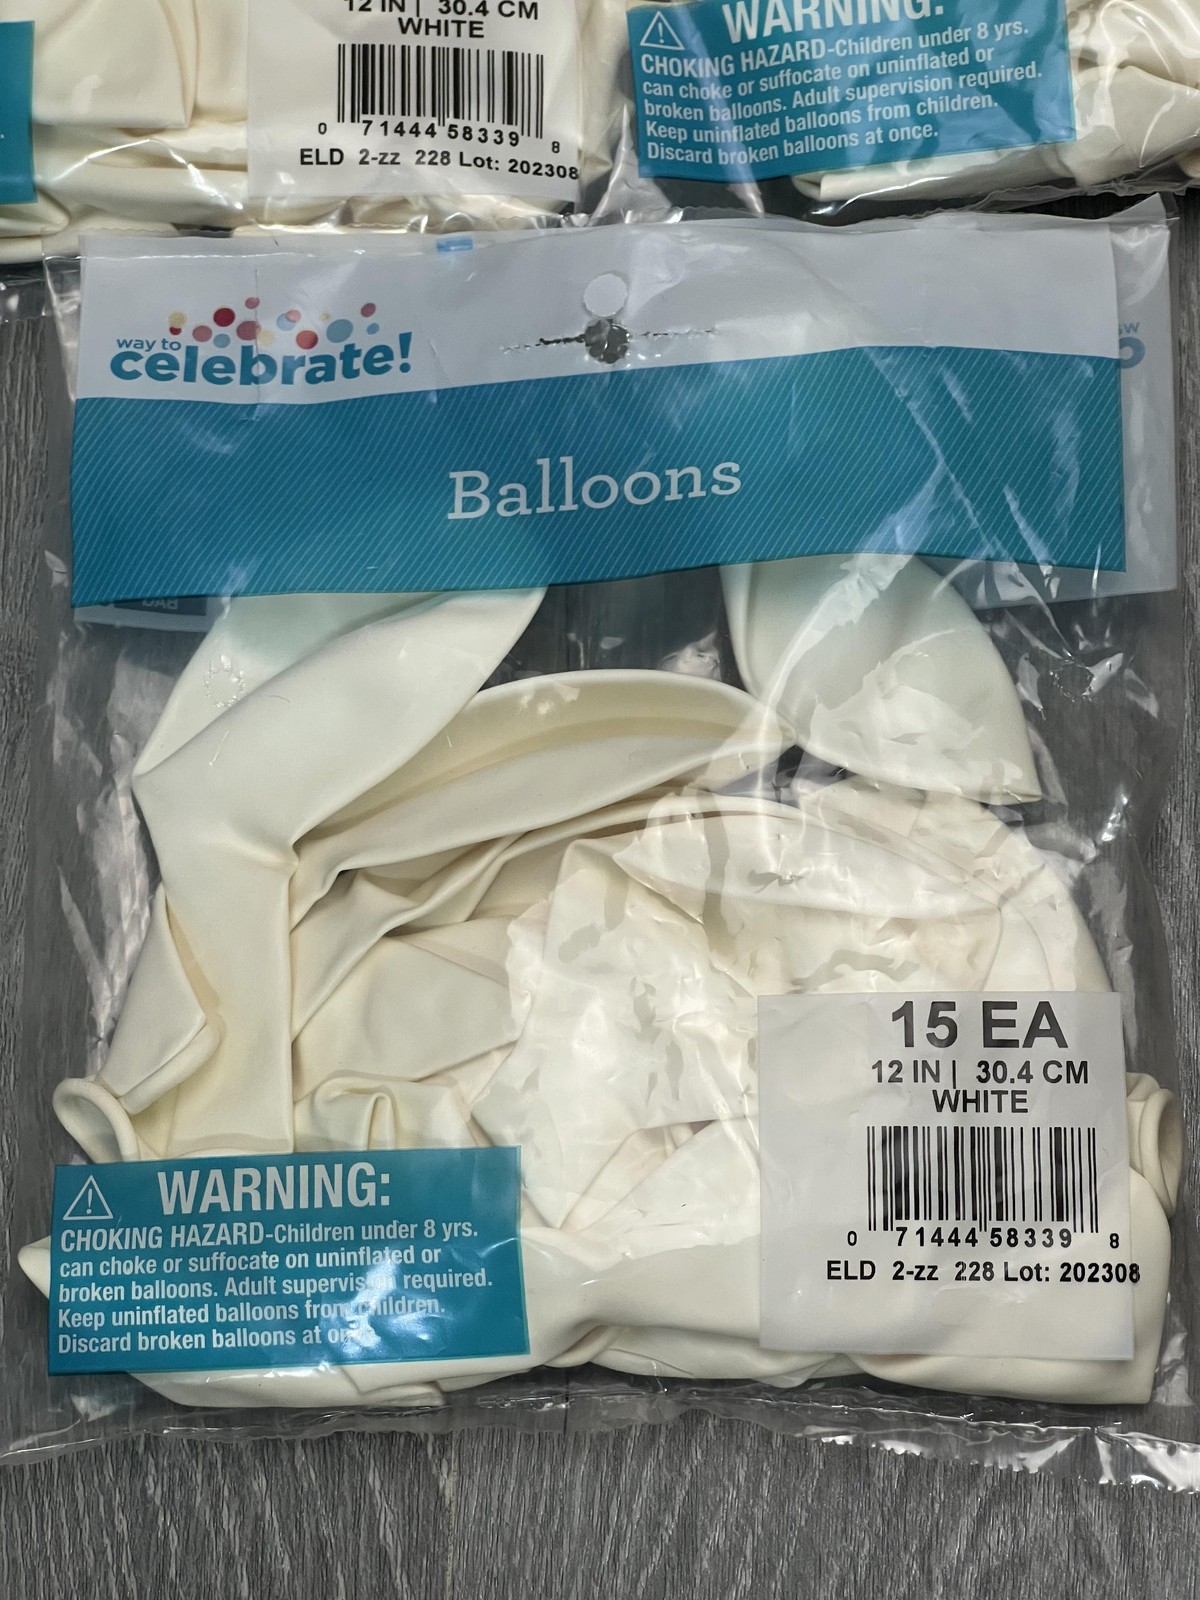 12 IN | 30.4 CM
WHITE
0 71444 58339 8
ELD 2-zz 228 Lot: 202308
WARNING:
CHOKING HAZARD-Children under 8 yrs.
can choke or suffocate on uninflated or
broken balloons. Adult supervision required.
Keep uninflated balloons from children.
Discard broken balloons at once.
way to
celebrate!
Balloons
15 EA
12 IN | 30.4 CM
WHITE
0 71444 58339 8
ELD 2-zz 228 Lot: 202308
WARNING:
CHOKING HAZARD-Children under 8 yrs.
can choke or suffocate on uninflated or
broken balloons. Adult supervision required.
Keep uninflated balloons from children.
Discard broken balloons at once.